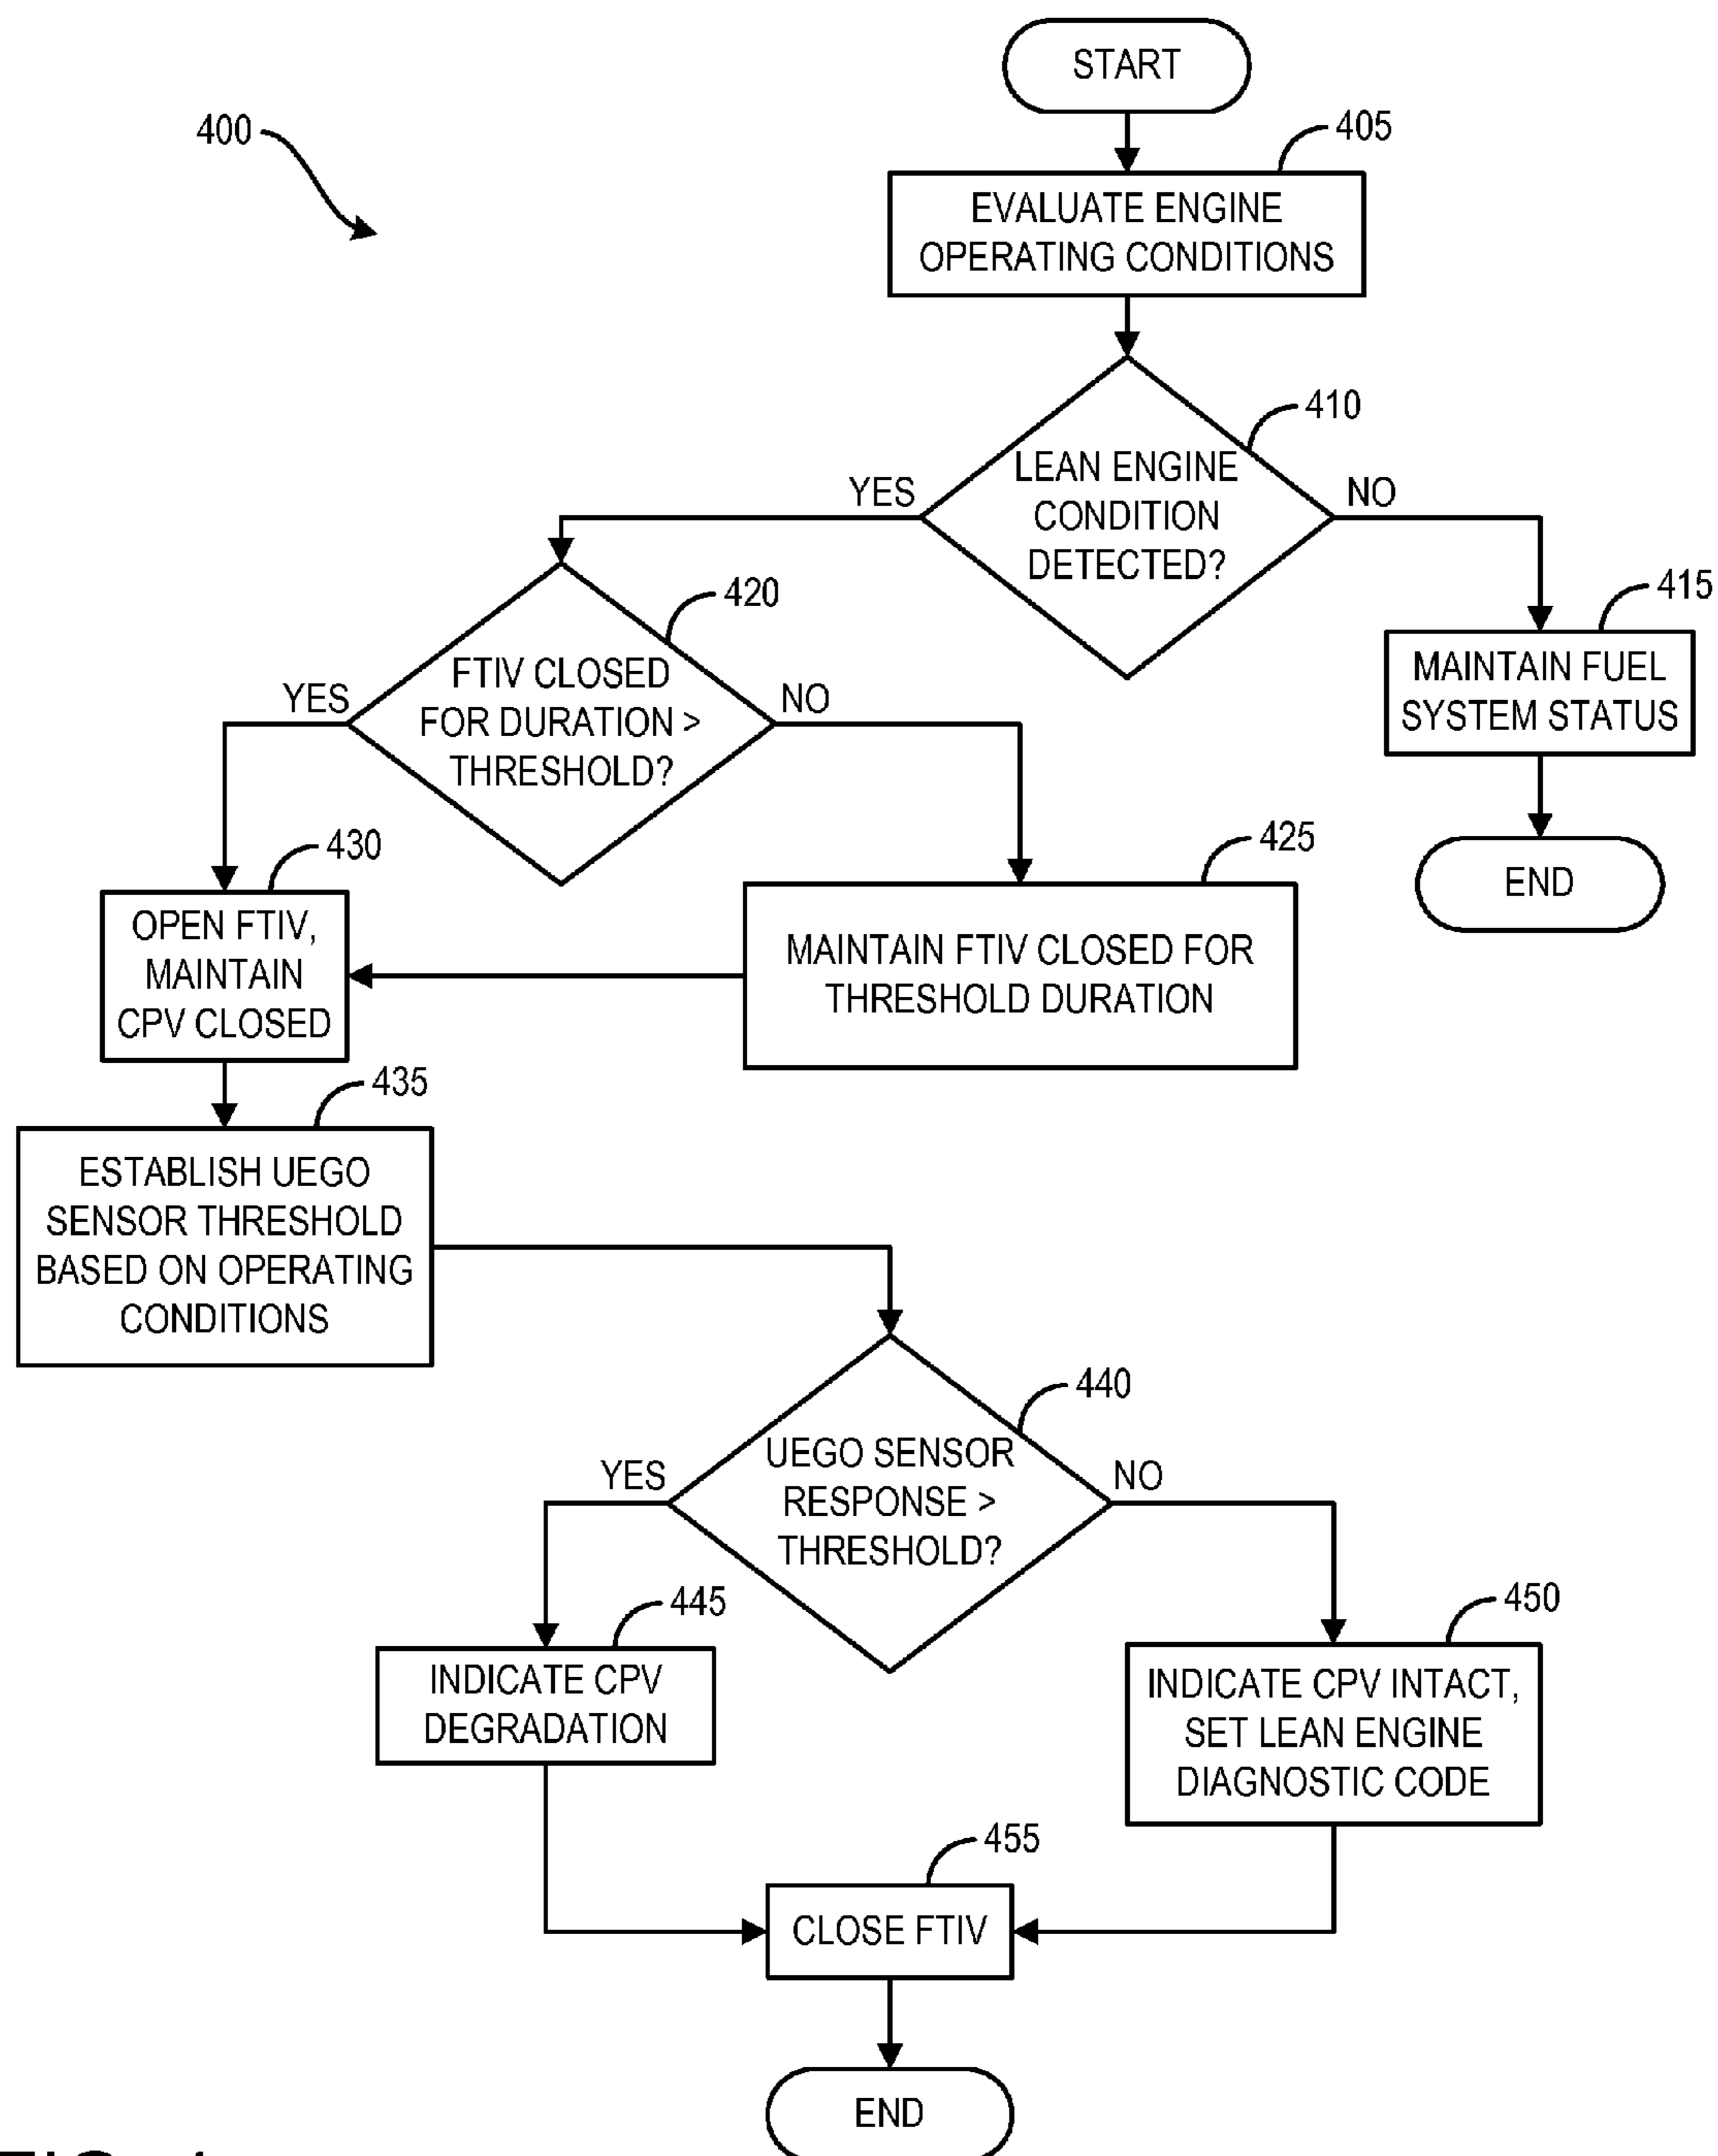 START
400
405
EVALUATE ENGINE
OPERATING CONDITIONS
410
LEAN ENGINE
CONDITION
DETECTED?
YES
NO
415
MAINTAIN FUEL
SYSTEM STATUS
END
420
FTIV CLOSED
FOR DURATION >
THRESHOLD?
YES
NO
425
MAINTAIN FTIV CLOSED FOR
THRESHOLD DURATION
430
OPEN FTIV,
MAINTAIN
CPV CLOSED
435
ESTABLISH UEGO
SENSOR THRESHOLD
BASED ON OPERATING
CONDITIONS
440
UEGO SENSOR
RESPONSE >
THRESHOLD?
YES
NO
445
INDICATE CPV
DEGRADATION
450
INDICATE CPV INTACT,
SET LEAN ENGINE
DIAGNOSTIC CODE
455
CLOSE FTIV
END